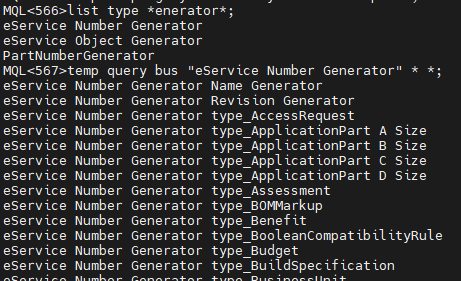 MQL<566>list type *enerator*;
eService Number Generator
eService Object Generator
PartNumberGenerator
MQL<567>temp query bus "eService Number Generator" * *;
eService Number Generator Name Generator
eService Number Generator Revision Generator
eService Number Generator type_AccessRequest
eService Number Generator type_ApplicationPart A Size
eService Number Generator type_ApplicationPart B Size
eService Number Generator type_ApplicationPart C Size
eService Number Generator type_ApplicationPart D Size
eService Number Generator type_Assessment
eService Number Generator type_BOMMarkup
eService Number Generator type_Benefit
eService Number Generator type_BooleanCompatibilityRule
eService Number Generator type_Budget
eService Number Generator type_BuildSpecification
eService Number Generator type_BusinessUnit